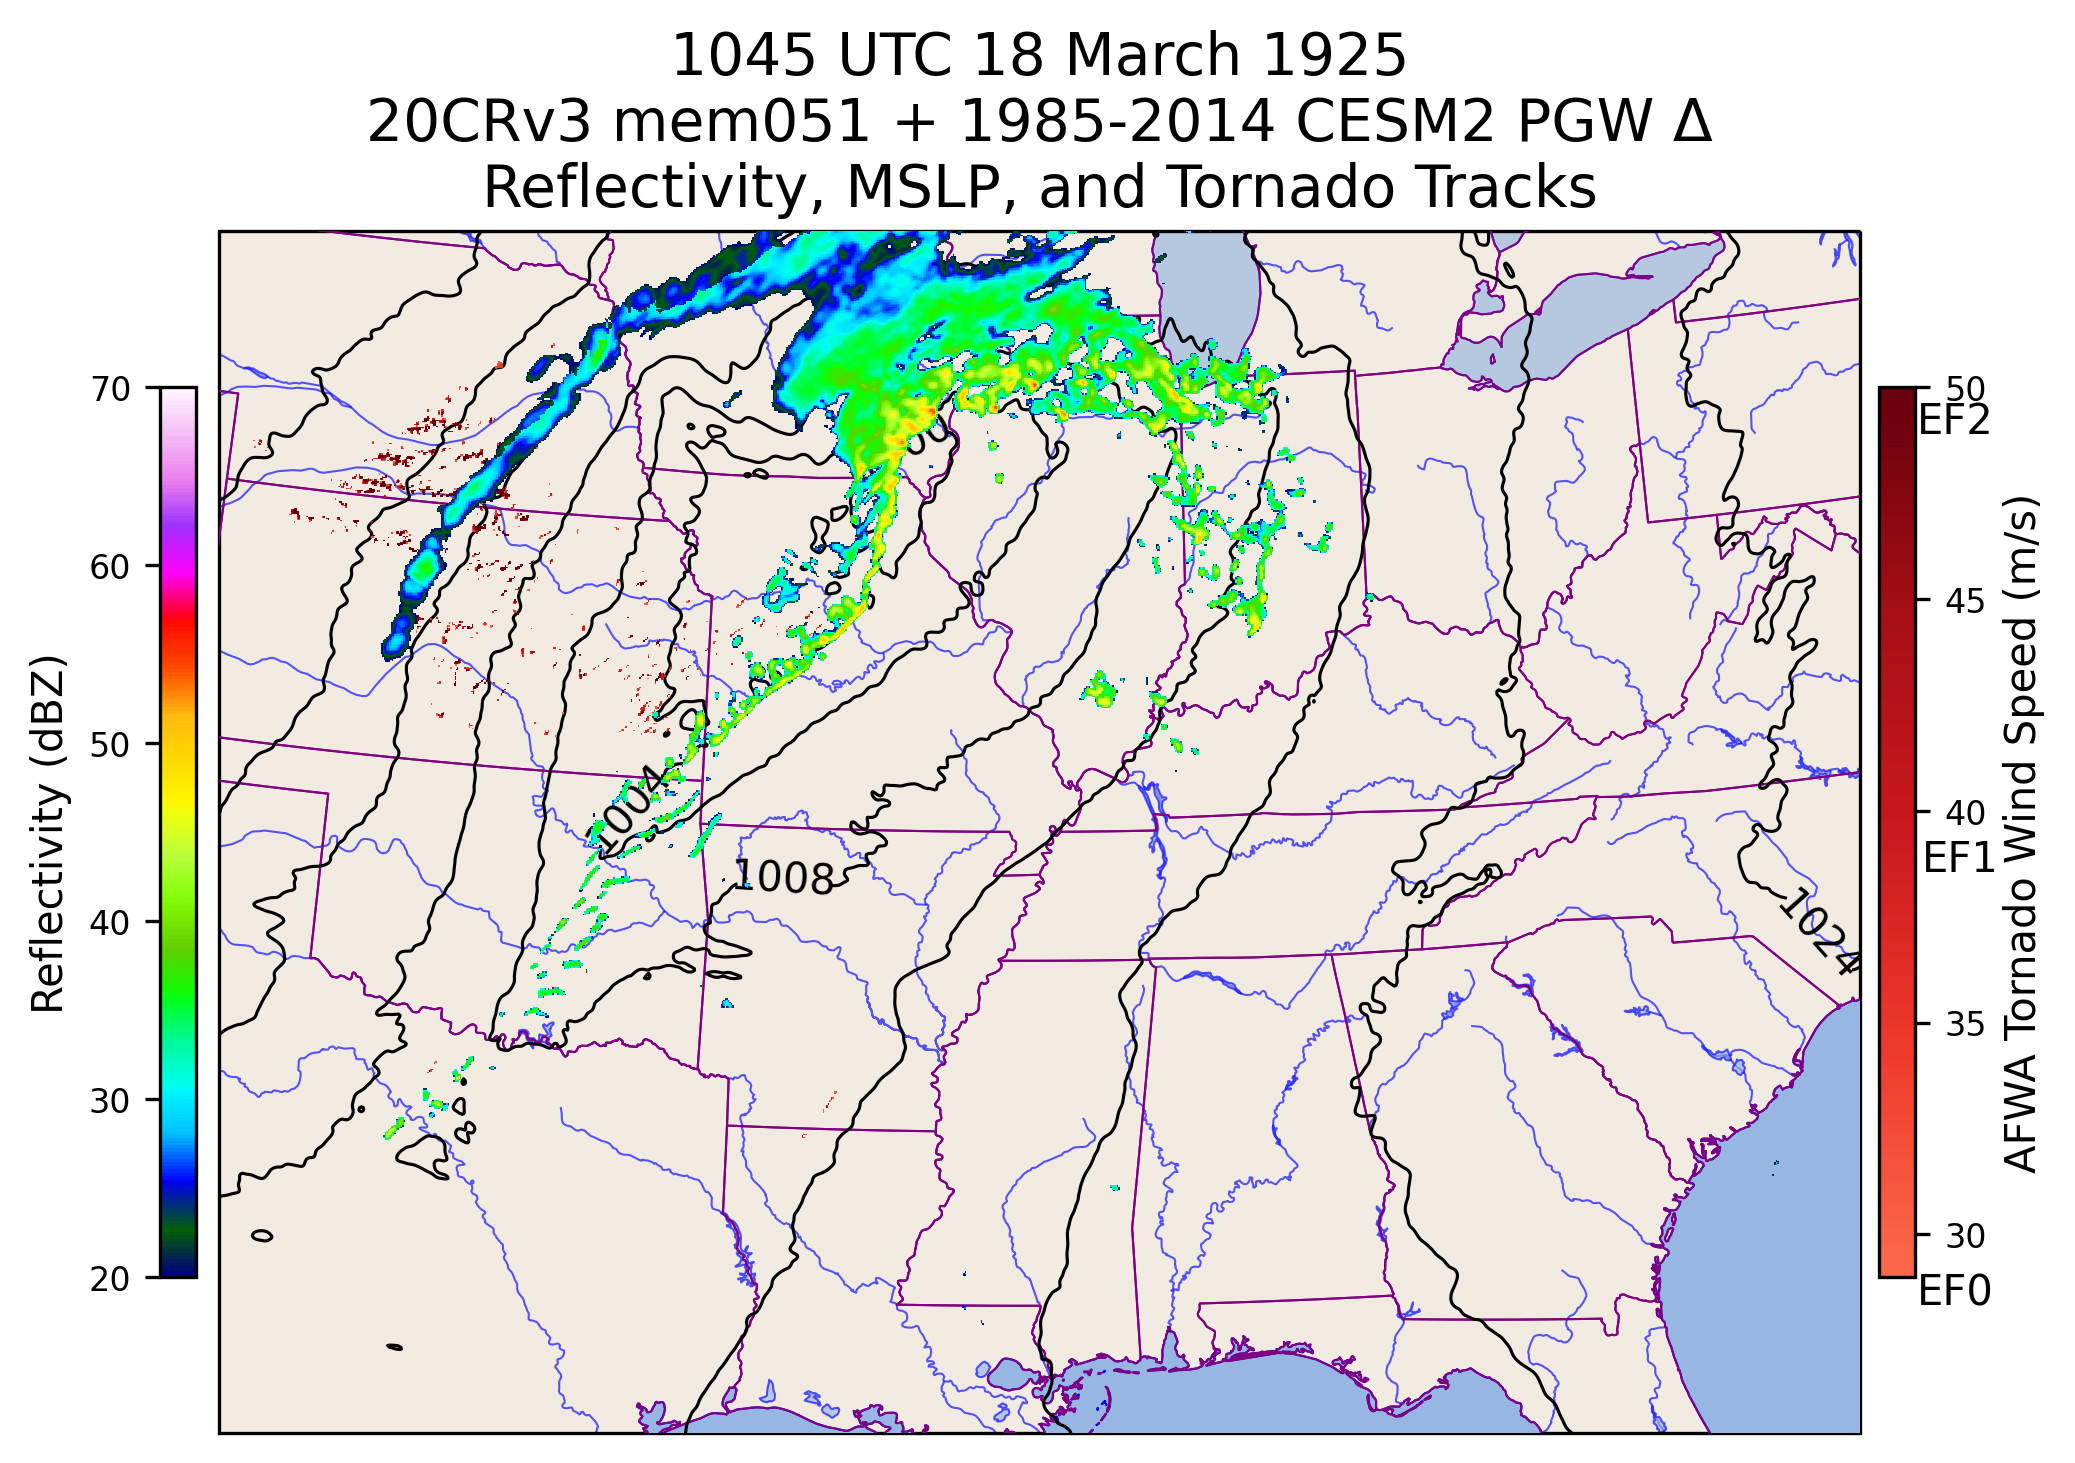 1045 UTC 18 March 1925
20CRv3 mem051 + 1985-2014 CESM2 PGW Δ
Reflectivity, MSLP, and Tornado Tracks
70
60
50
40
30
20
Reflectivity (dBZ)
1004
1008
1024
50
EF2
45
40
EF1
35
30
EF0
AFWA Tornado Wind Speed (m/s)